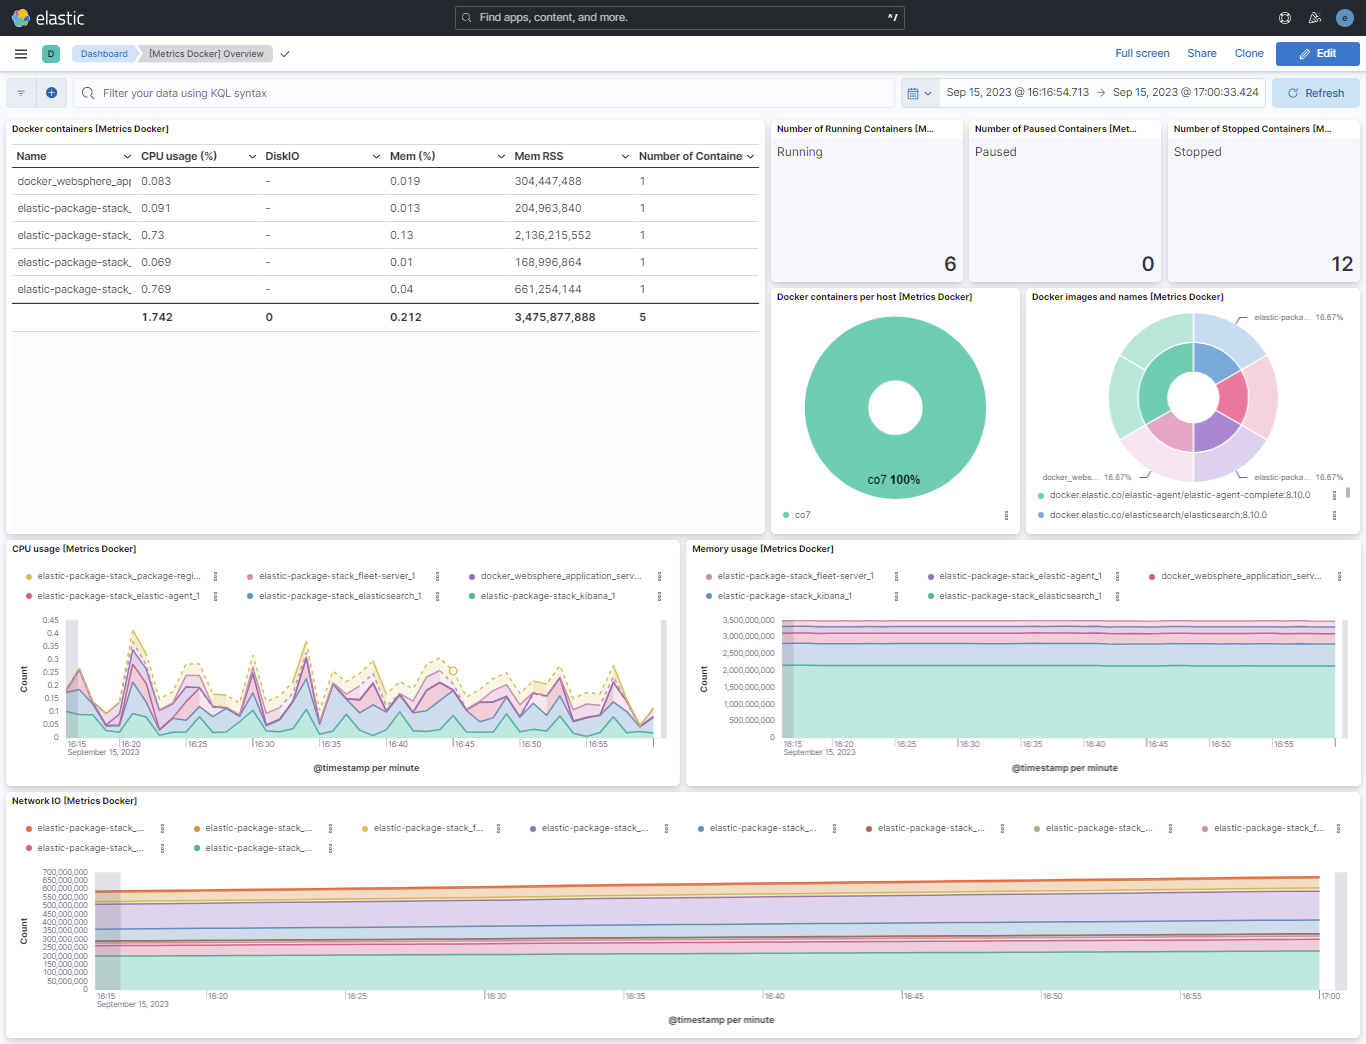 elastic
Find apps, content, and more.
^/
e
D
Dashboard
[Metrics Docker] Overview
Full screen
Share
Clone
Edit
Filter your data using KQL syntax
Sep 15, 2023 @ 16:16:54.713 → Sep 15, 2023 @ 17:00:33.424
Refresh
Docker containers [Metrics Docker]
Name CPU usage (%) DiskIO Mem (%) Mem RSS Number of Containe
docker_websphere_app 0.083 - 0.019 304,447,488 1
elastic-package-stack_ 0.091 - 0.013 204,963,840 1
elastic-package-stack_ 0.73 - 0.13 2,136,215,552 1
elastic-package-stack_ 0.069 - 0.01 168,996,864 1
elastic-package-stack_ 0.769 - 0.04 661,254,144 1
1.742 0 0.212 3,475,877,888 5
Number of Running Containers [M...
Running
6
Number of Paused Containers [Met...
Paused
0
Number of Stopped Containers [M...
Stopped
12
Docker containers per host [Metrics Docker]
co7 100%
co7
Docker images and names [Metrics Docker]
elastic-packa... 16.67%
docker_webs... 16.67%
elastic-packa... 16.67%
docker.elastic.co/elastic-agent/elastic-agent-complete:8.10.0
docker.elastic.co/elasticsearch/elasticsearch:8.10.0
CPU usage [Metrics Docker]
elastic-package-stack_package-regi...
elastic-package-stack_fleet-server_1
docker_websphere_application_serv...
elastic-package-stack_elastic-agent_1
elastic-package-stack_elasticsearch_1
elastic-package-stack_kibana_1
0.45
0.4
0.35
0.3
0.25
0.2
0.15
0.1
0.05
0
Count
16:15 16:20 16:25 16:30 16:35 16:40 16:45 16:50 16:55
September 15, 2023
@timestamp per minute
Memory usage [Metrics Docker]
elastic-package-stack_fleet-server_1
elastic-package-stack_elastic-agent_1
docker_websphere_application_serv...
elastic-package-stack_kibana_1
elastic-package-stack_elasticsearch_1
3,500,000,000
3,000,000,000
2,500,000,000
2,000,000,000
1,500,000,000
1,000,000,000
500,000,000
0
Count
16:15 16:20 16:25 16:30 16:35 16:40 16:45 16:50 16:55
September 15, 2023
@timestamp per minute
Network IO [Metrics Docker]
elastic-package-stack_...
elastic-package-stack_...
elastic-package-stack_f...
elastic-package-stack_...
elastic-package-stack_...
elastic-package-stack_...
elastic-package-stack_...
elastic-package-stack_f...
elastic-package-stack_...
elastic-package-stack_...
700,000,000
650,000,000
600,000,000
550,000,000
500,000,000
450,000,000
400,000,000
350,000,000
300,000,000
250,000,000
200,000,000
150,000,000
100,000,000
50,000,000
0
Count
16:15 16:20 16:25 16:30 16:35 16:40 16:45 16:50 16:55 17:00
September 15, 2023
@timestamp per minute